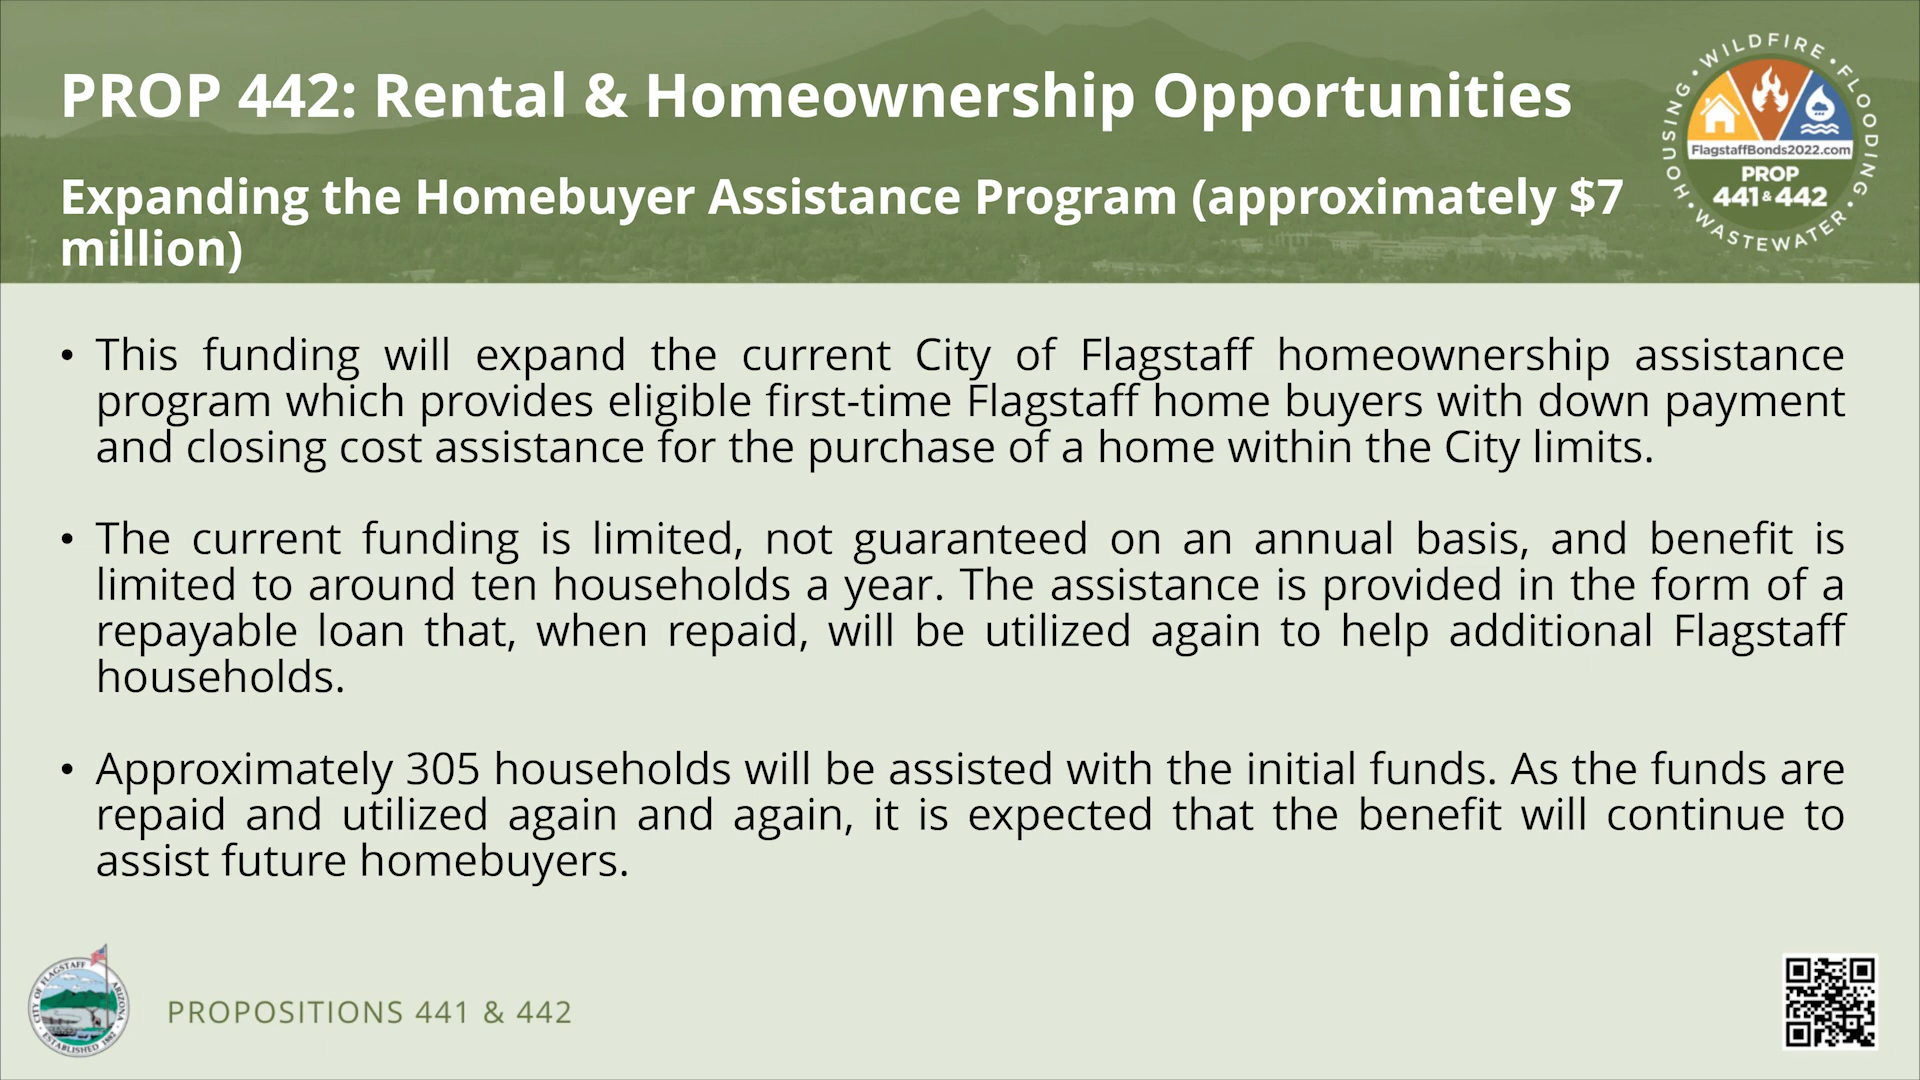 PROP 442: Rental & Homeownership Opportunities
Expanding the Homebuyer Assistance Program (approximately $7
million)
HOUSING • WILDFIRE • FLOODING • WASTEWATER •
FlagstaffBonds2022.com
PROP
441 & 442
• This funding will expand the current City of Flagstaff homeownership assistance
program which provides eligible first-time Flagstaff home buyers with down payment
and closing cost assistance for the purchase of a home within the City limits.
• The current funding is limited, not guaranteed on an annual basis, and benefit is
limited to around ten households a year. The assistance is provided in the form of a
repayable loan that, when repaid, will be utilized again to help additional Flagstaff
households.
• Approximately 305 households will be assisted with the initial funds. As the funds are
repaid and utilized again and again, it is expected that the benefit will continue to
assist future homebuyers.
CITY OF FLAGSTAFF ARIZONA
ESTABLISHED 1882
PROPOSITIONS 441 & 442